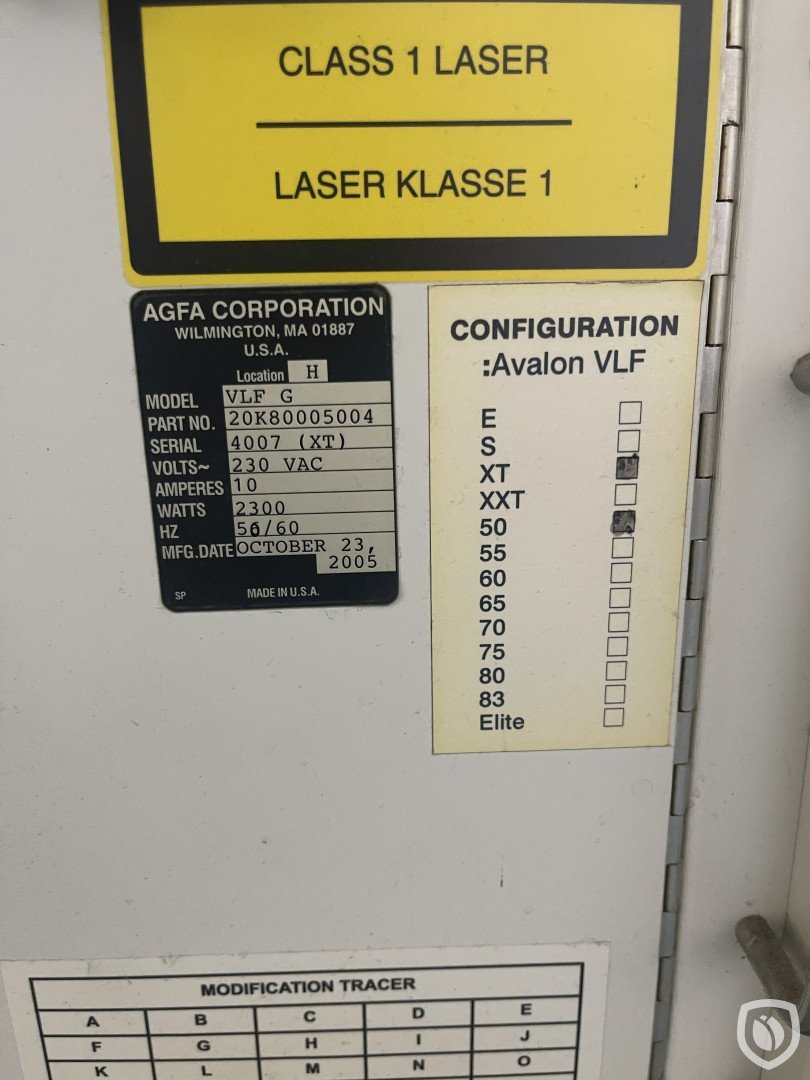 CLASS 1 LASER
LASER KLASSE 1
AGFA CORPORATION
WILMINGTON, MA 01887
U.S.A.
Location H
MODEL VLF G
PART NO. 20K80005004
SERIAL 4007 (XT)
VOLTS~ 230 VAC
AMPERES 10
WATTS 2300
HZ 50/60
MFG.DATE OCTOBER 23,
2005
SP MADE IN U.S.A.
CONFIGURATION
:Avalon VLF
E
S
XT
XXT
50
55
60
65
70
75
80
83
Elite
MODIFICATION TRACER
A B C D E
F G H I J
K L M N O